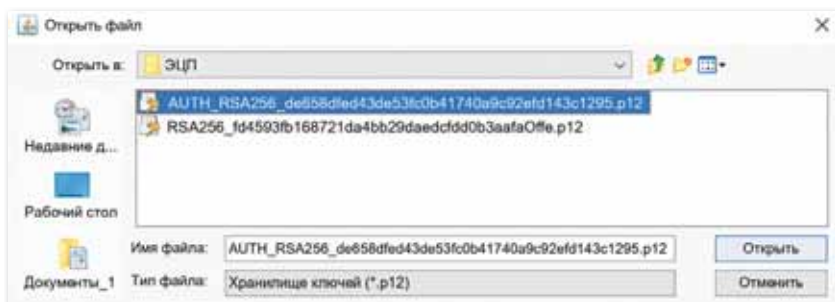 Открыть файл
Открыть в: ЭЦП
AUTH_RSA256_de658dfed43de53fc0b41740a9c92efd143c1295.p12
RSA256_fd4593fb168721da4bb29daedcfdd0b3aafaOffe.p12
Недавние д...
Рабочий стол
Документы_1
Имя файла: AUTH_RSA256_de658dfed43de53fc0b41740a9c92efd143c1295.p12
Открыть
Тип файла: Хранилище ключей (*.p12)
Отменить